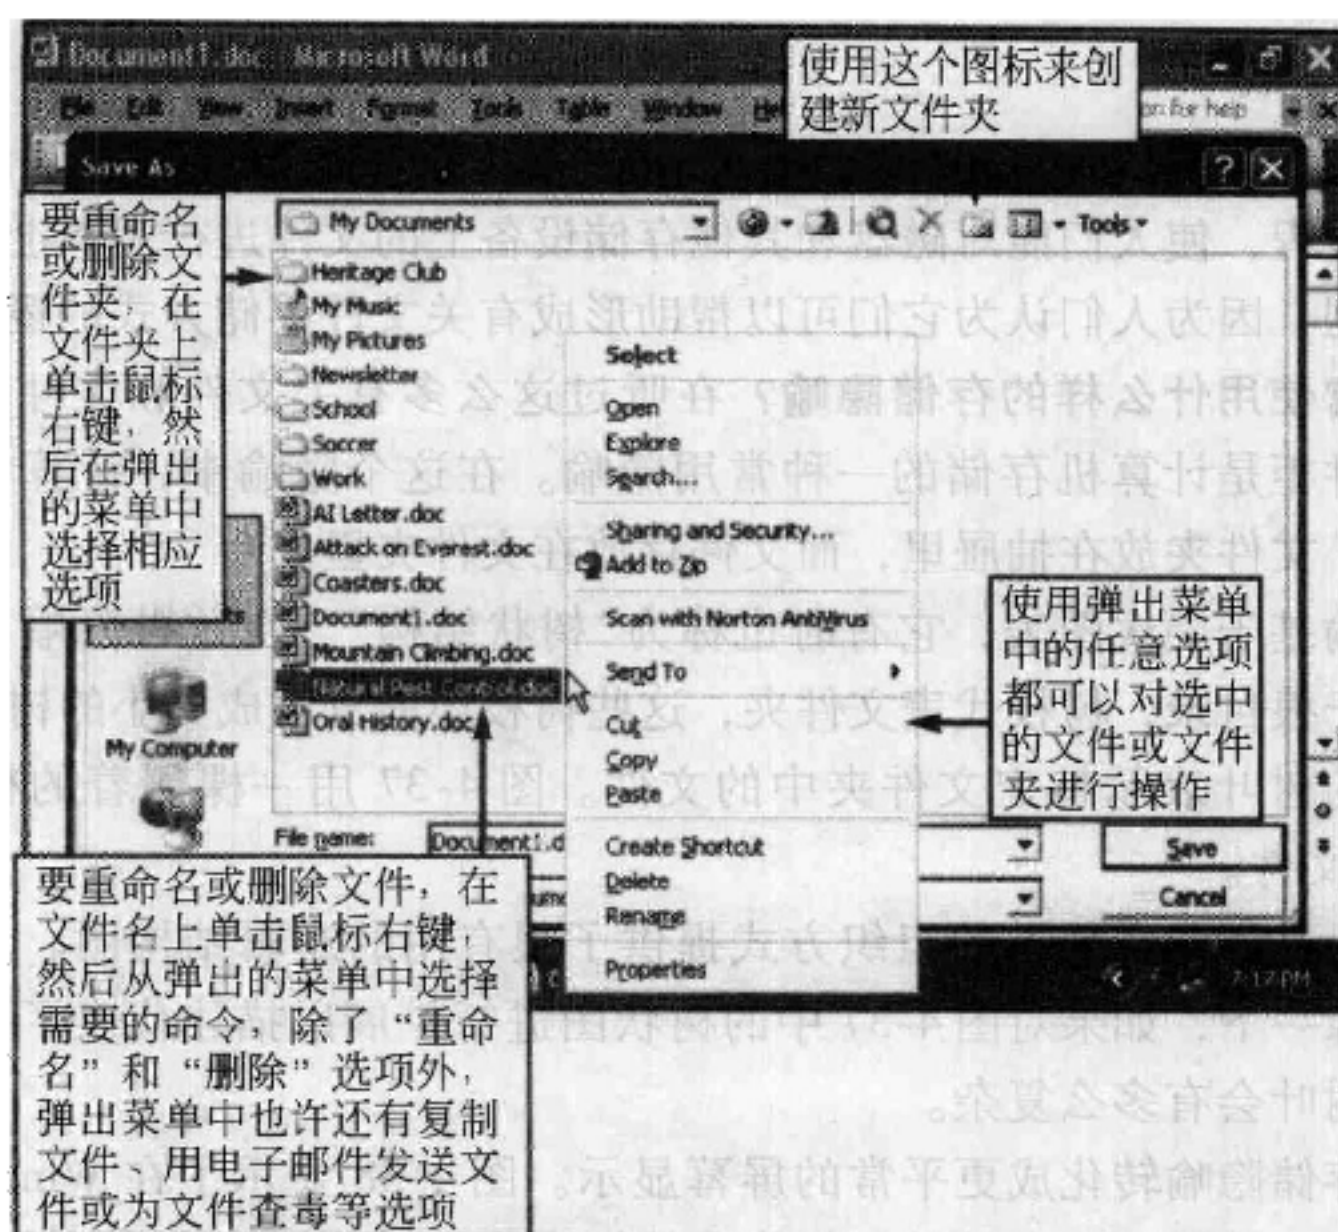 Document1.doc - Microsoft Word
使用这个图标来创
建新文件夹
File Edit View Insert Format Tools Table Window
on for help
Save As
要重命名
或删除文
件夹，在
文件夹上
单击鼠标
右键，然
后在弹出
的菜单中
选择相应
选项
My Documents
Tools
Heritage Club
My Music
My Pictures
Newsletter
School
Soccer
Work
AI Letter.doc
Attack on Everest.doc
Coasters.doc
Document1.doc
Mountain Climbing.doc
Natural Pest Control.doc
Oral History.doc
My Computer
Select
Open
Explore
Search...
Sharing and Security...
Add to Zip
Scan with Norton AntiVirus
Send To
Cut
Copy
Paste
Create Shortcut
Delete
Rename
Properties
使用弹出菜单
中的任意选项
都可以对选中
的文件或文件
夹进行操作
File name:
Document1.d
Save
Cancel
7:17 PM
要重命名或删除文件，在
文件名上单击鼠标右键，
然后从弹出的菜单中选择
需要的命令，除了“重命
名”和“删除”选项外，
弹出菜单中也许还有复制
文件、用电子邮件发送文
件或为文件查毒等选项